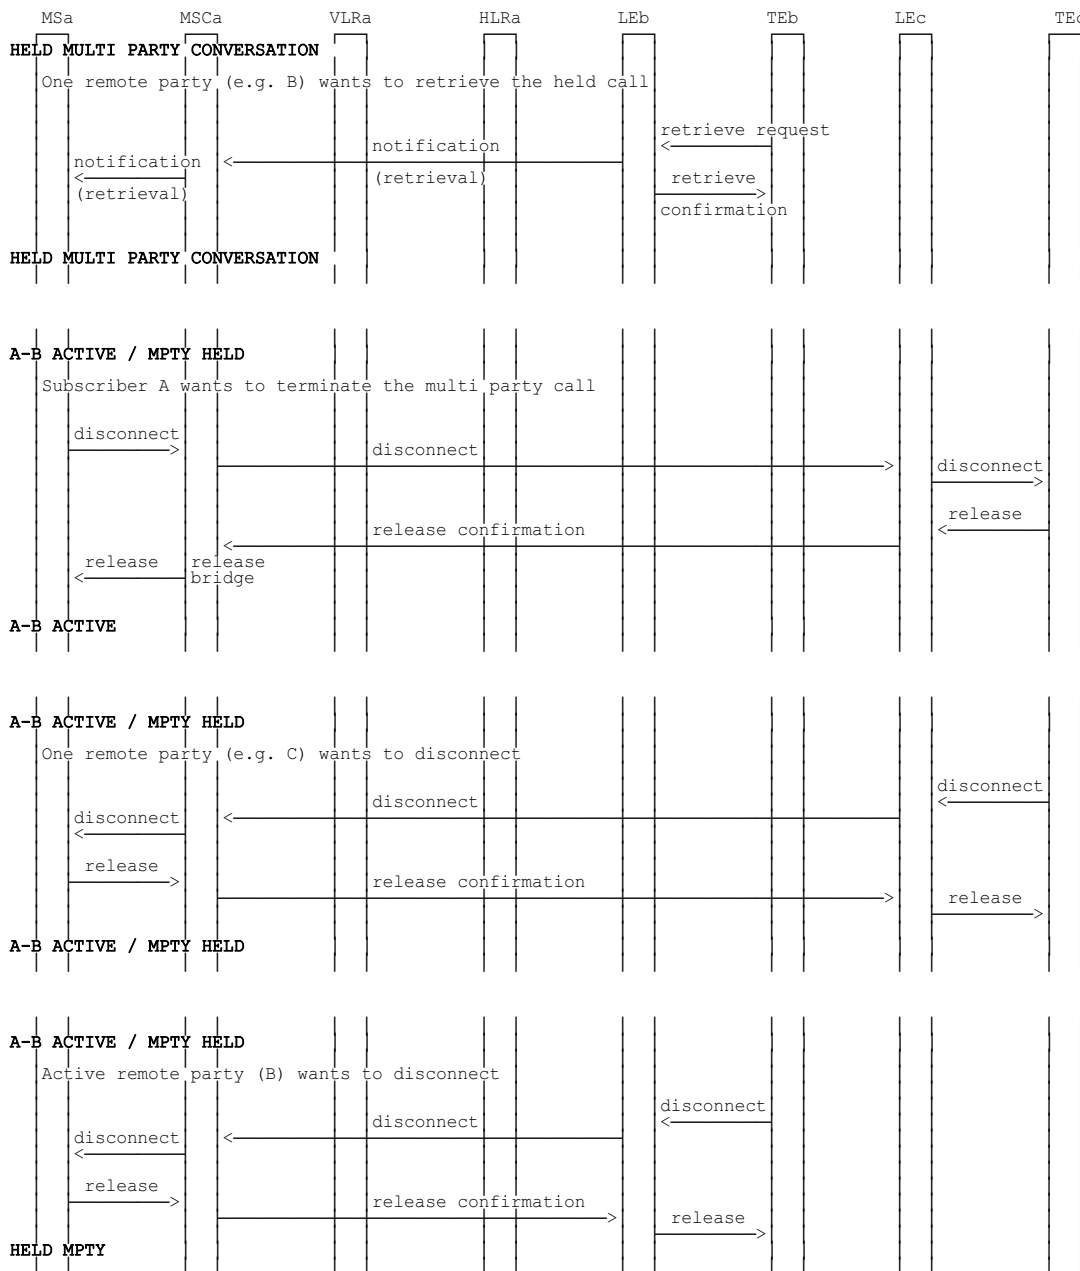 MSa MSCa VLRa HLRa LEb TEb LEc TEc
HELD MULTI PARTY CONVERSATION
One remote party (e.g. B) wants to retrieve the held call
retrieve request
notification
notification
(retrieval) retrieve
(retrieval)
confirmation
HELD MULTI PARTY CONVERSATION
A-B ACTIVE / MPTY HELD
Subscriber A wants to terminate the multi party call
disconnect
disconnect
disconnect
release
release confirmation
release release
bridge
A-B ACTIVE
A-B ACTIVE / MPTY HELD
One remote party (e.g. C) wants to disconnect
disconnect
disconnect
disconnect
release
release confirmation
release
A-B ACTIVE / MPTY HELD
A-B ACTIVE / MPTY HELD
Active remote party (B) wants to disconnect
disconnect
disconnect
disconnect
release
release confirmation
release
HELD MPTY